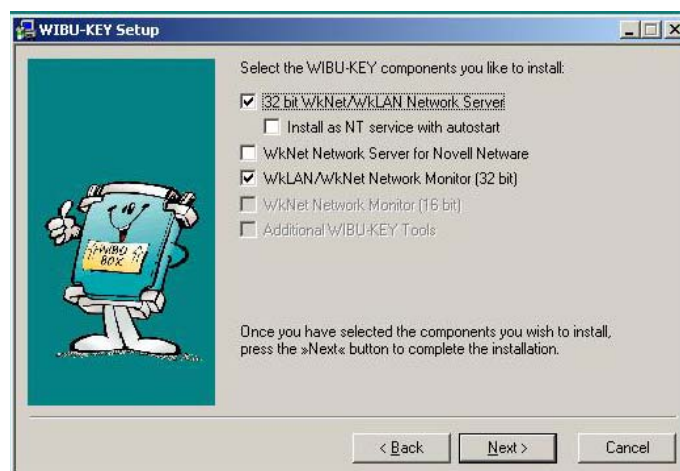 WIBU-KEY Setup
Select the WIBU-KEY components you like to install:
32 bit WkNet/WkLAN Network Server
Install as NT service with autostart
WkNet Network Server for Novell Netware
WkLAN/WkNet Network Monitor (32 bit)
WkNet Network Monitor (16 bit)
Additional WIBU-KEY Tools
WIBU
BOX
Once you have selected the components you wish to install,
press the »Next« button to complete the installation.
< Back
Next >
Cancel